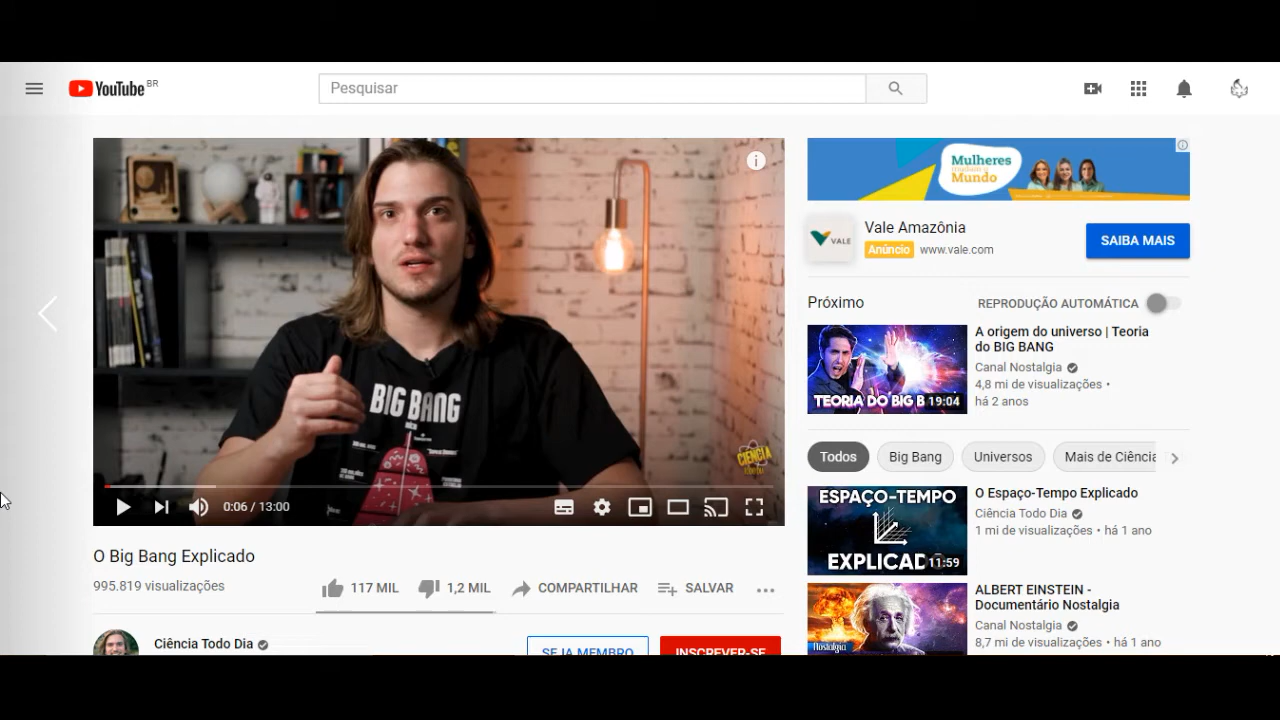 YouTube BR
Pesquisar
Mulheres
mudam o
Mundo
VALE
Vale Amazônia
Anúncio www.vale.com
SAIBA MAIS
BIG BANG
CIÊNCIA
0:06 / 13:00
O Big Bang Explicado
995.819 visualizações
117 MIL
1,2 MIL
COMPARTILHAR
SALVAR
Ciência Todo Dia
SEJA MEMBRO
INSCREVER-SE
Próximo
REPRODUÇÃO AUTOMÁTICA
TEORIA DO BIG B
19:04
A origem do universo | Teoria
do BIG BANG
Canal Nostalgia
4,8 mi de visualizações •
há 2 anos
Todos
Big Bang
Universos
Mais de Ciência
ESPAÇO-TEMPO
EXPLICAD
11:59
O Espaço-Tempo Explicado
Ciência Todo Dia
1 mi de visualizações • há 1 ano
Nostalgia
ALBERT EINSTEIN -
Documentário Nostalgia
Canal Nostalgia
8,7 mi de visualizações • há 1 ano